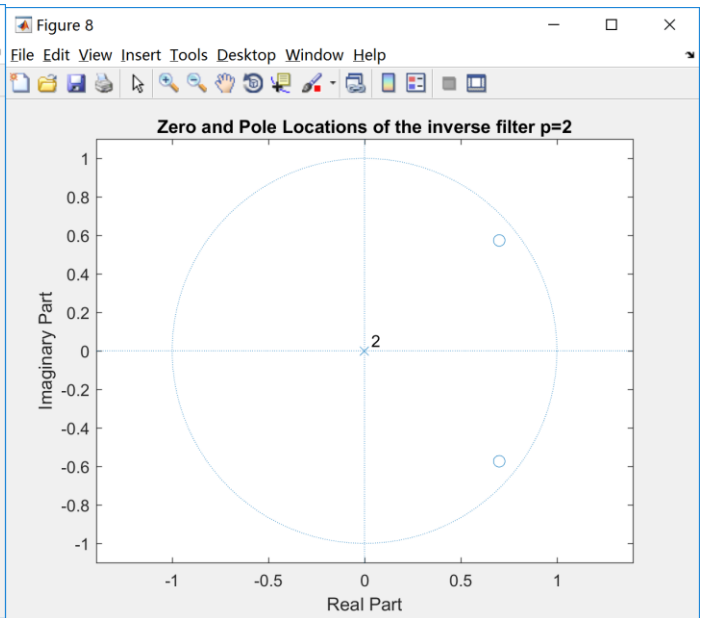 Figure 8
File Edit View Insert Tools Desktop Window Help
Zero and Pole Locations of the inverse filter p=2
1
0.8
0.6
0.4
0.2
0
-0.2
-0.4
-0.6
-0.8
-1
Imaginary Part
2
-1 -0.5 0 0.5 1
Real Part